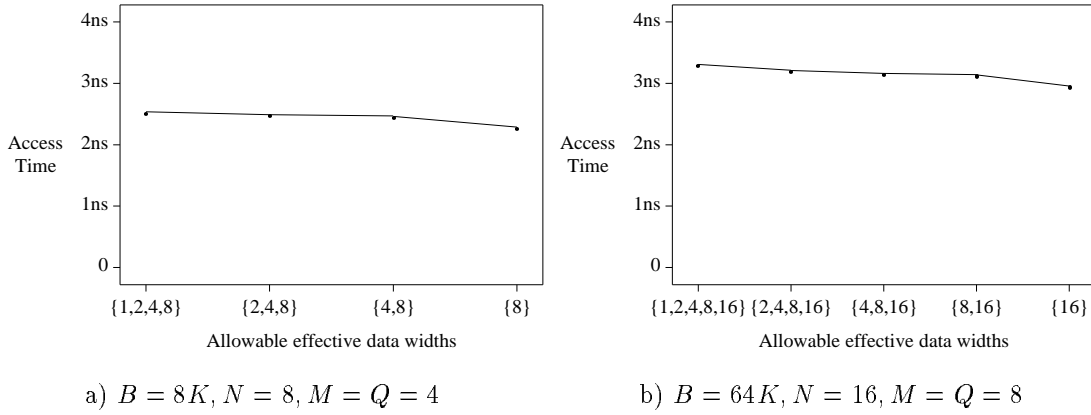 4ns
3ns
2ns
1ns
0
Access
Time
{1,2,4,8}
{2,4,8}
{4,8}
{8}
Allowable effective data widths
a) B = 8K, N = 8, M = Q = 4
4ns
3ns
2ns
1ns
0
Access
Time
{1,2,4,8,16}
{2,4,8,16}
{4,8,16}
{8,16}
{16}
Allowable effective data widths
b) B = 64K, N = 16, M = Q = 8